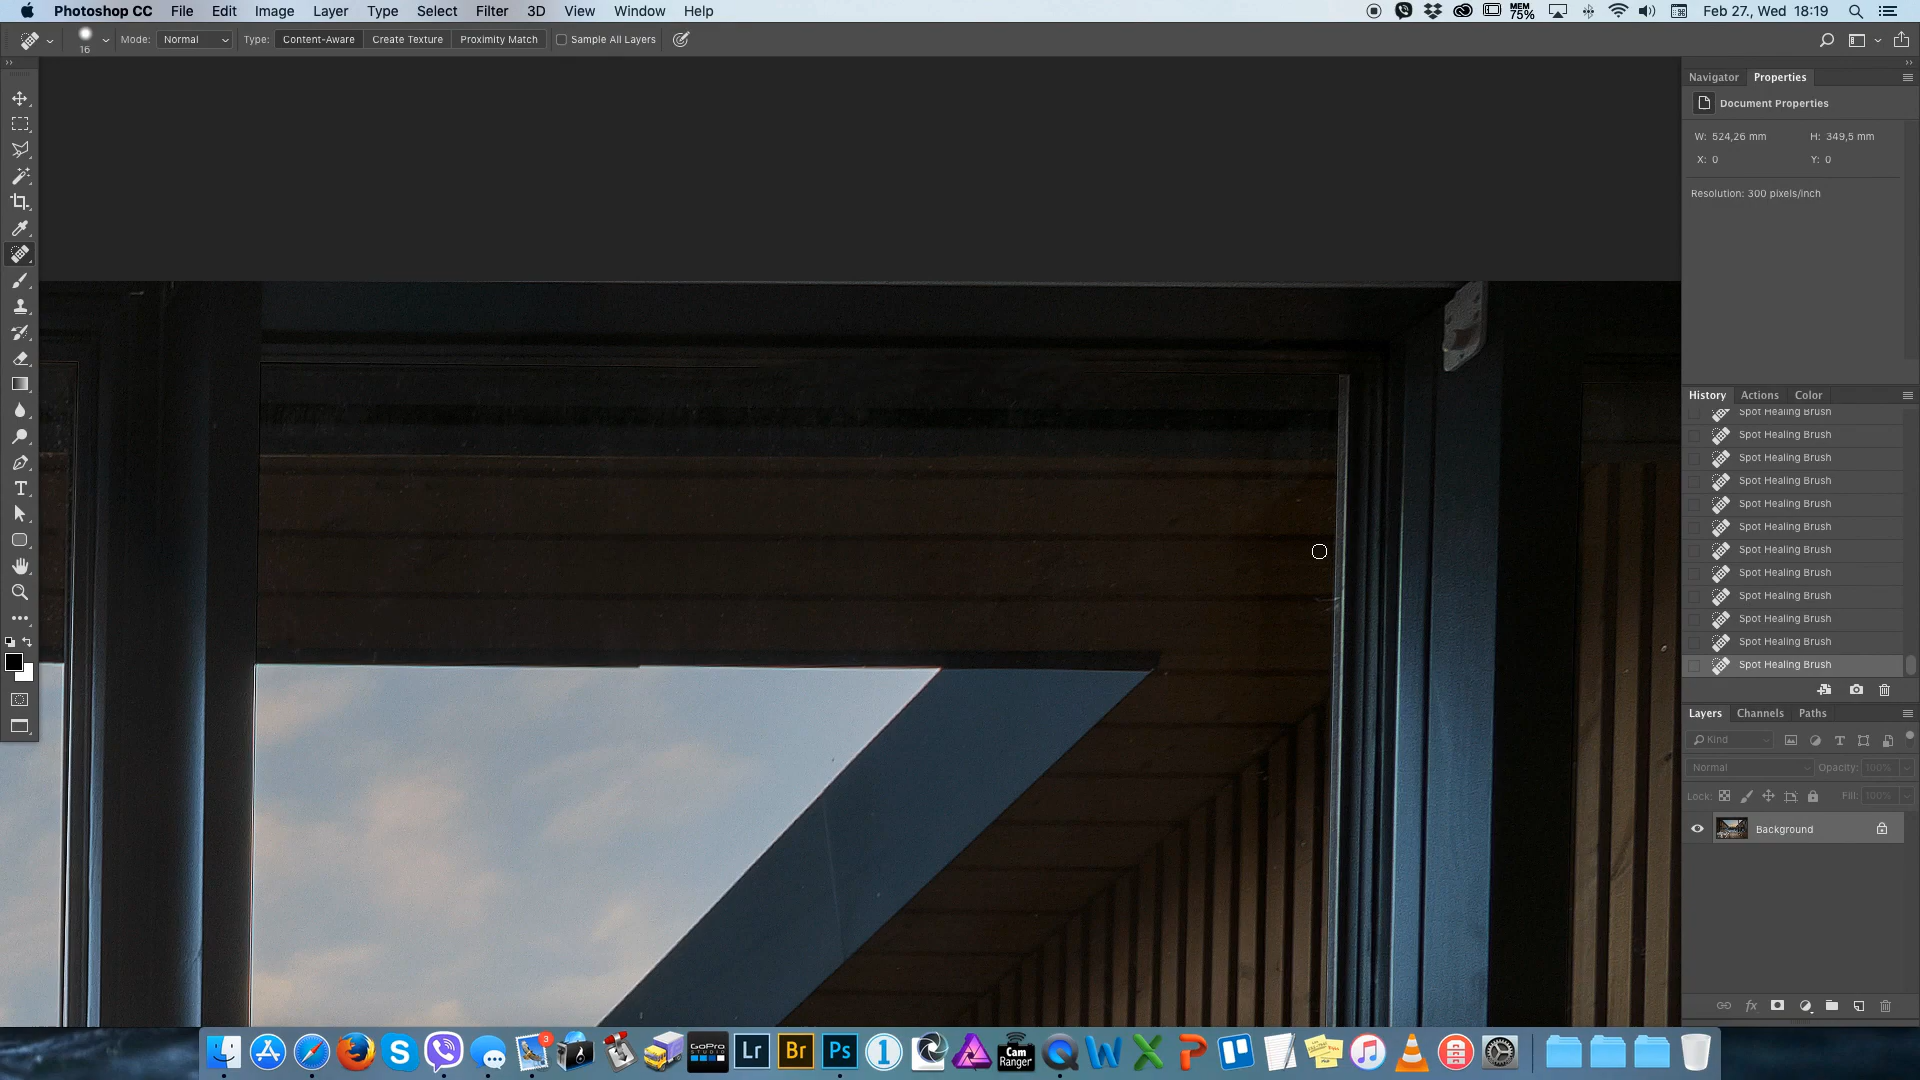 Photoshop CC File Edit Image Layer Type Select Filter 3D View Window Help MEM 75% Feb 27., Wed 18:19
16 Mode: Normal Type: Content-Aware Create Texture Proximity Match Sample All Layers
Navigator Properties
Document Properties
W: 524,26 mm H: 349,5 mm
X: 0 Y: 0
Resolution: 300 pixels/inch
History Actions Color
Spot Healing Brush
Spot Healing Brush
Spot Healing Brush
Spot Healing Brush
Spot Healing Brush
Spot Healing Brush
Spot Healing Brush
Spot Healing Brush
Spot Healing Brush
Spot Healing Brush
Spot Healing Brush
Spot Healing Brush
Layers Channels Paths
Kind
Normal Opacity: 100%
Lock: Fill: 100%
Background
3 GoPro STUDIO Lr Br Ps 1 Cam Ranger